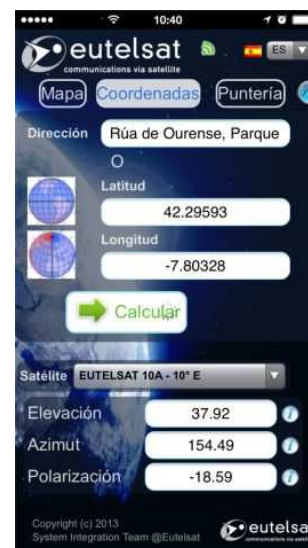 10:40
eutelsat
communications via satellite
ES
Mapa
Coordenadas
Puntería
Dirección
Rúa de Ourense, Parque
O
Latitud
42.29593
Longitud
-7.80328
Calcular
Satélite
EUTELSAT 10A - 10° E
Elevación
37.92
Azimut
154.49
Polarización
-18.59
Copyright (c) 2013
System Integration Team @Eutelsat
eutelsa
communications via satell